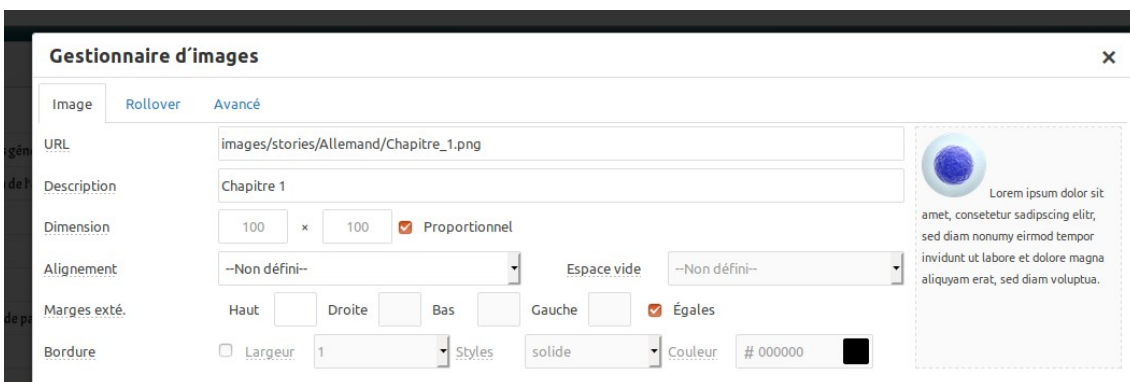 Gestionnaire d´images ×
Image Rollover Avancé
URL images/stories/Allemand/Chapitre_1.png
Description Chapitre 1
Dimension 100 × 100 Proportionnel
Alignement --Non défini-- Espace vide --Non défini--
Marges exté. Haut Droite Bas Gauche Égales
Bordure Largeur 1 Styles solide Couleur # 000000
Lorem ipsum dolor sit
amet, consetetur sadipscing elitr,
sed diam nonumy eirmod tempor
invidunt ut labore et dolore magna
aliquyam erat, sed diam voluptua.